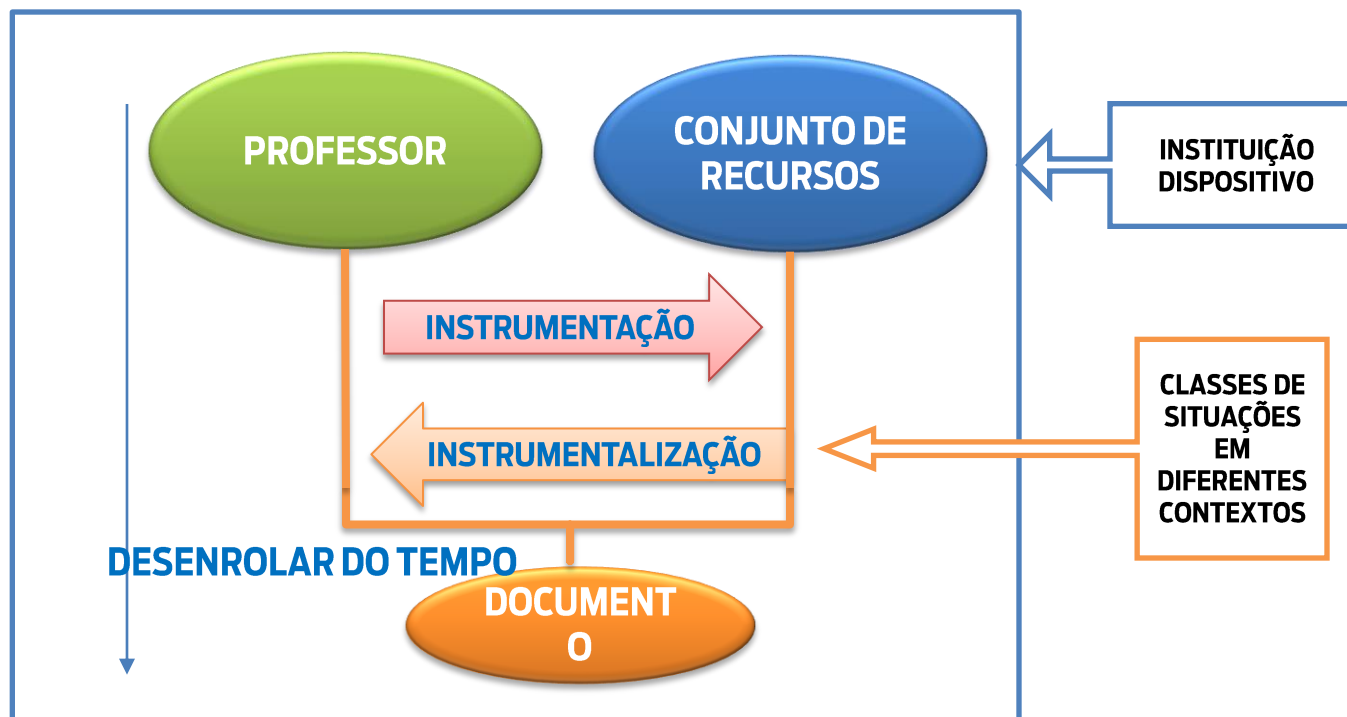 PROFESSOR
CONJUNTO DE
RECURSOS
INSTITUIÇÃO
DISPOSITIVO
INSTRUMENTAÇÃO
INSTRUMENTALIZAÇÃO
CLASSES DE
SITUAÇÕES
EM
DIFERENTES
CONTEXTOS
DESENROLAR DO TEMPO
DOCUMENT
O